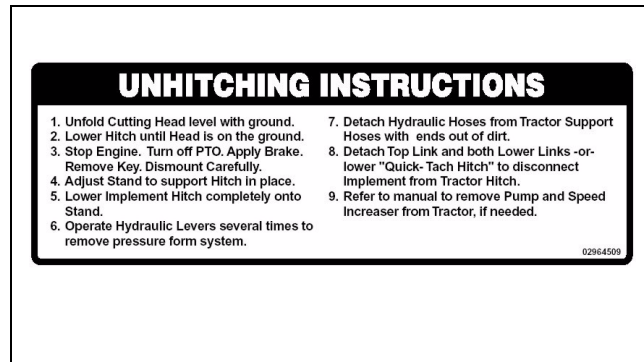 UNHITCHING INSTRUCTIONS
1. Unfold Cutting Head level with ground.
2. Lower Hitch until Head is on the ground.
3. Stop Engine. Turn off PTO. Apply Brake.
Remove Key. Dismount Carefully.
4. Adjust Stand to support Hitch in place.
5. Lower Implement Hitch completely onto
Stand.
6. Operate Hydraulic Levers several times to
remove pressure form system.
7. Detach Hydraulic Hoses from Tractor Support
Hoses with ends out of dirt.
8. Detach Top Link and both Lower Links -or-
lower "Quick- Tach Hitch" to disconnect
Implement from Tractor Hitch.
9. Refer to manual to remove Pump and Speed
Increaser from Tractor, if needed.
02964509